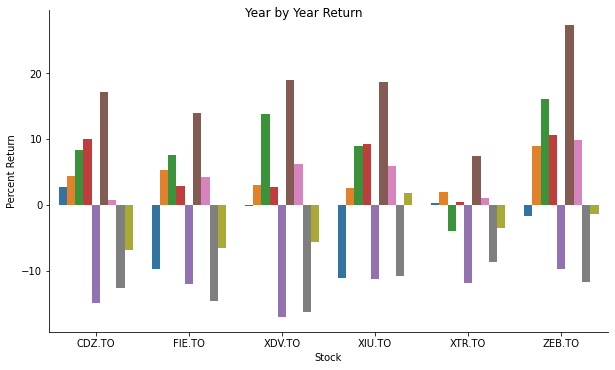 Year by Year Return
Percent Return
20
10
0
−10
CDZ.TO FIE.TO XDV.TO XIU.TO XTR.TO ZEB.TO
Stock